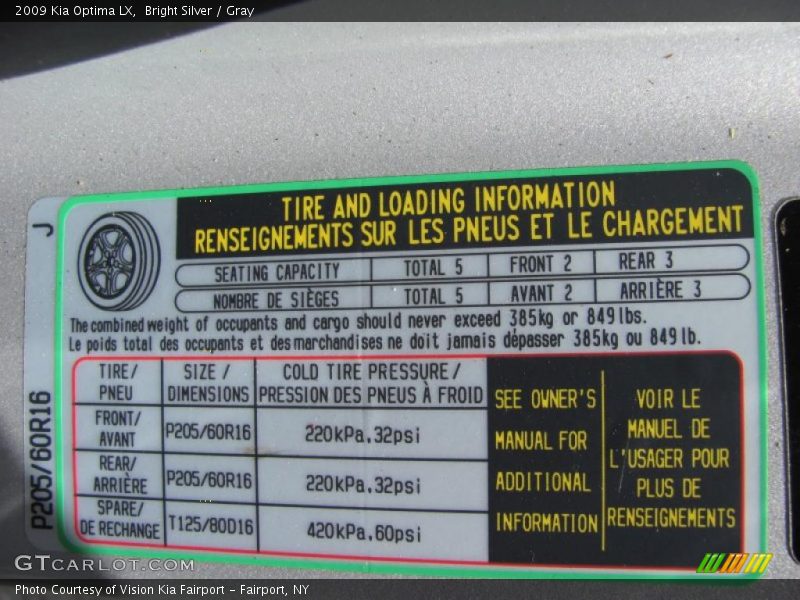 2009 Kia Optima LX,  Bright Silver / Gray
J
P205/60R16
TIRE AND LOADING INFORMATION
RENSEIGNEMENTS SUR LES PNEUS ET LE CHARGEMENT
SEATING CAPACITY TOTAL 5 FRONT 2 REAR 3
NOMBRE DE SIÈGES TOTAL 5 AVANT 2 ARRIÈRE 3
The combined weight of occupants and cargo should never exceed 385kg or 849 lbs.
Le poids total des occupants et des marchandises ne doit jamais dépasser 385kg ou 849 lb.
TIRE/ SIZE / COLD TIRE PRESSURE /
PNEU DIMENSIONS PRESSION DES PNEUS À FROID
FRONT/
AVANT P205/60R16 220kPa.32psi
REAR/
ARRIÈRE P205/60R16 220kPa.32psi
SPARE/
DE RECHANGE T125/80D16 420kPa.60psi
SEE OWNER'S
MANUAL FOR
ADDITIONAL
INFORMATION
VOIR LE
MANUEL DE
L'USAGER POUR
PLUS DE
RENSEIGNEMENTS
GTCARLOT.COM
Photo Courtesy of Vision Kia Fairport – Fairport, NY